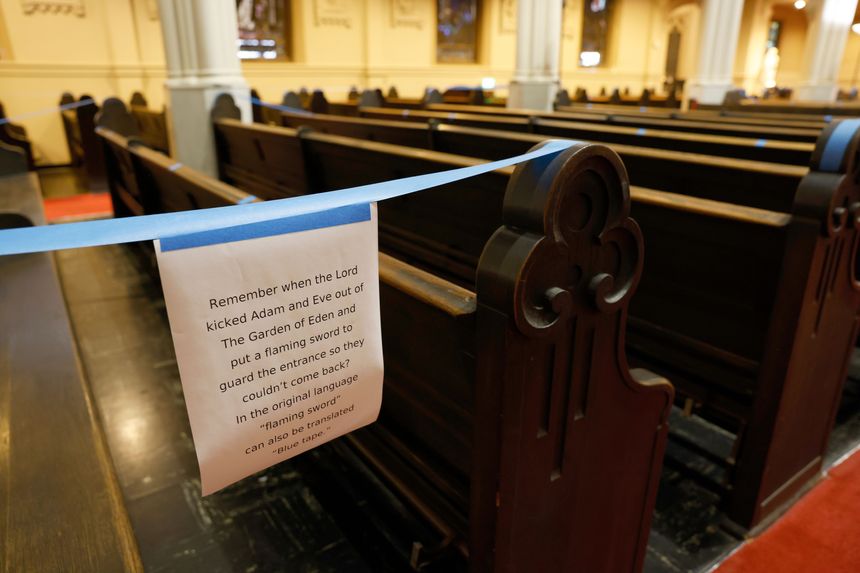 Remember when the Lord
kicked Adam and Eve out of
The Garden of Eden and
put a flaming sword to
guard the entrance so they
couldn't come back?
In the original language
"flaming sword"
can also be translated
"Blue tape."